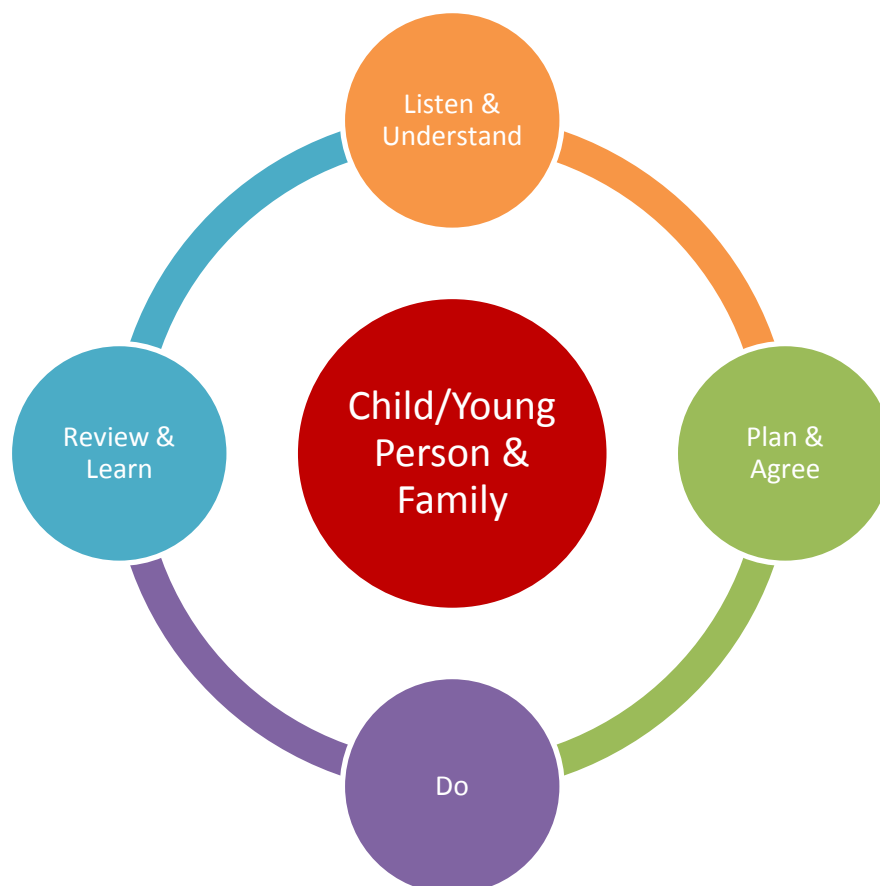 Listen &
Understand
Review &
Learn
Child/Young
Person &
Family
Plan &
Agree
Do